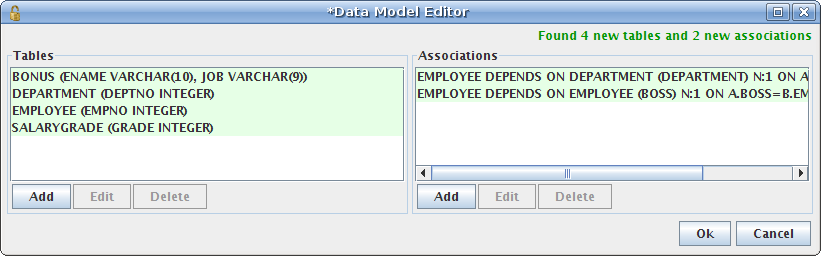 *Data Model Editor
Found 4 new tables and 2 new associations
Tables
BONUS (ENAME VARCHAR(10), JOB VARCHAR(9))
DEPARTMENT (DEPTNO INTEGER)
EMPLOYEE (EMPNO INTEGER)
SALARYGRADE (GRADE INTEGER)
Add Edit Delete
Associations
EMPLOYEE DEPENDS ON DEPARTMENT (DEPARTMENT) N:1 ON A
EMPLOYEE DEPENDS ON EMPLOYEE (BOSS) N:1 ON A.BOSS=B.EM
Add Edit Delete
Ok Cancel